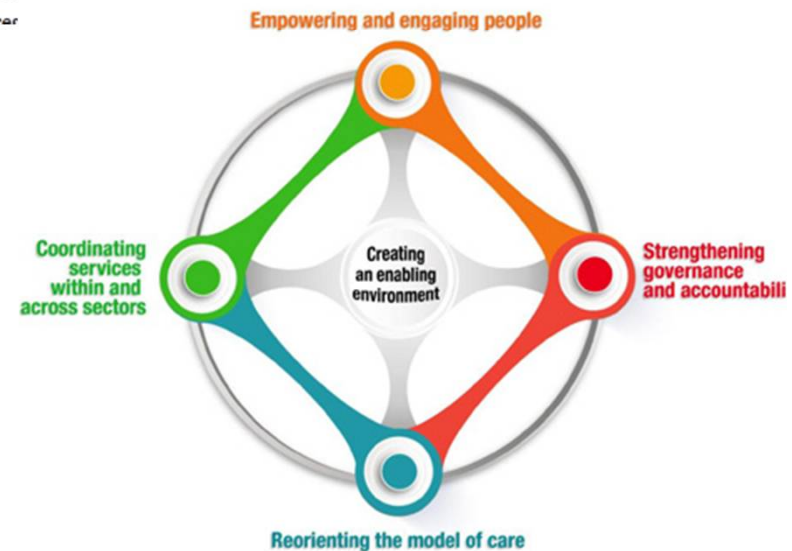 Empowering and engaging people
Coordinating
services
within and
across sectors
Creating
an enabling
environment
Strengthening
governance
and accountabili
Reorienting the model of care